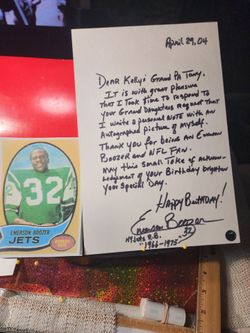 April 29, 04
Dear Kelly's Grand Pa Tony,
It is with great pleasure
that I took time to respond to
your Grand Daughters request that
I write a personal note with an
Autographed picture of myself.
Thank you for being an Emerson
Boozer and NFL Fan.
May this small token of acknow-
ledgement of your Birthday brighten
your Special Day.
Happy Birthday!
Emerson Boozer
32
NY Jets R.B.
"1966-1975"
32
EMERSON BOOZER
JETS
RUNNING BACK